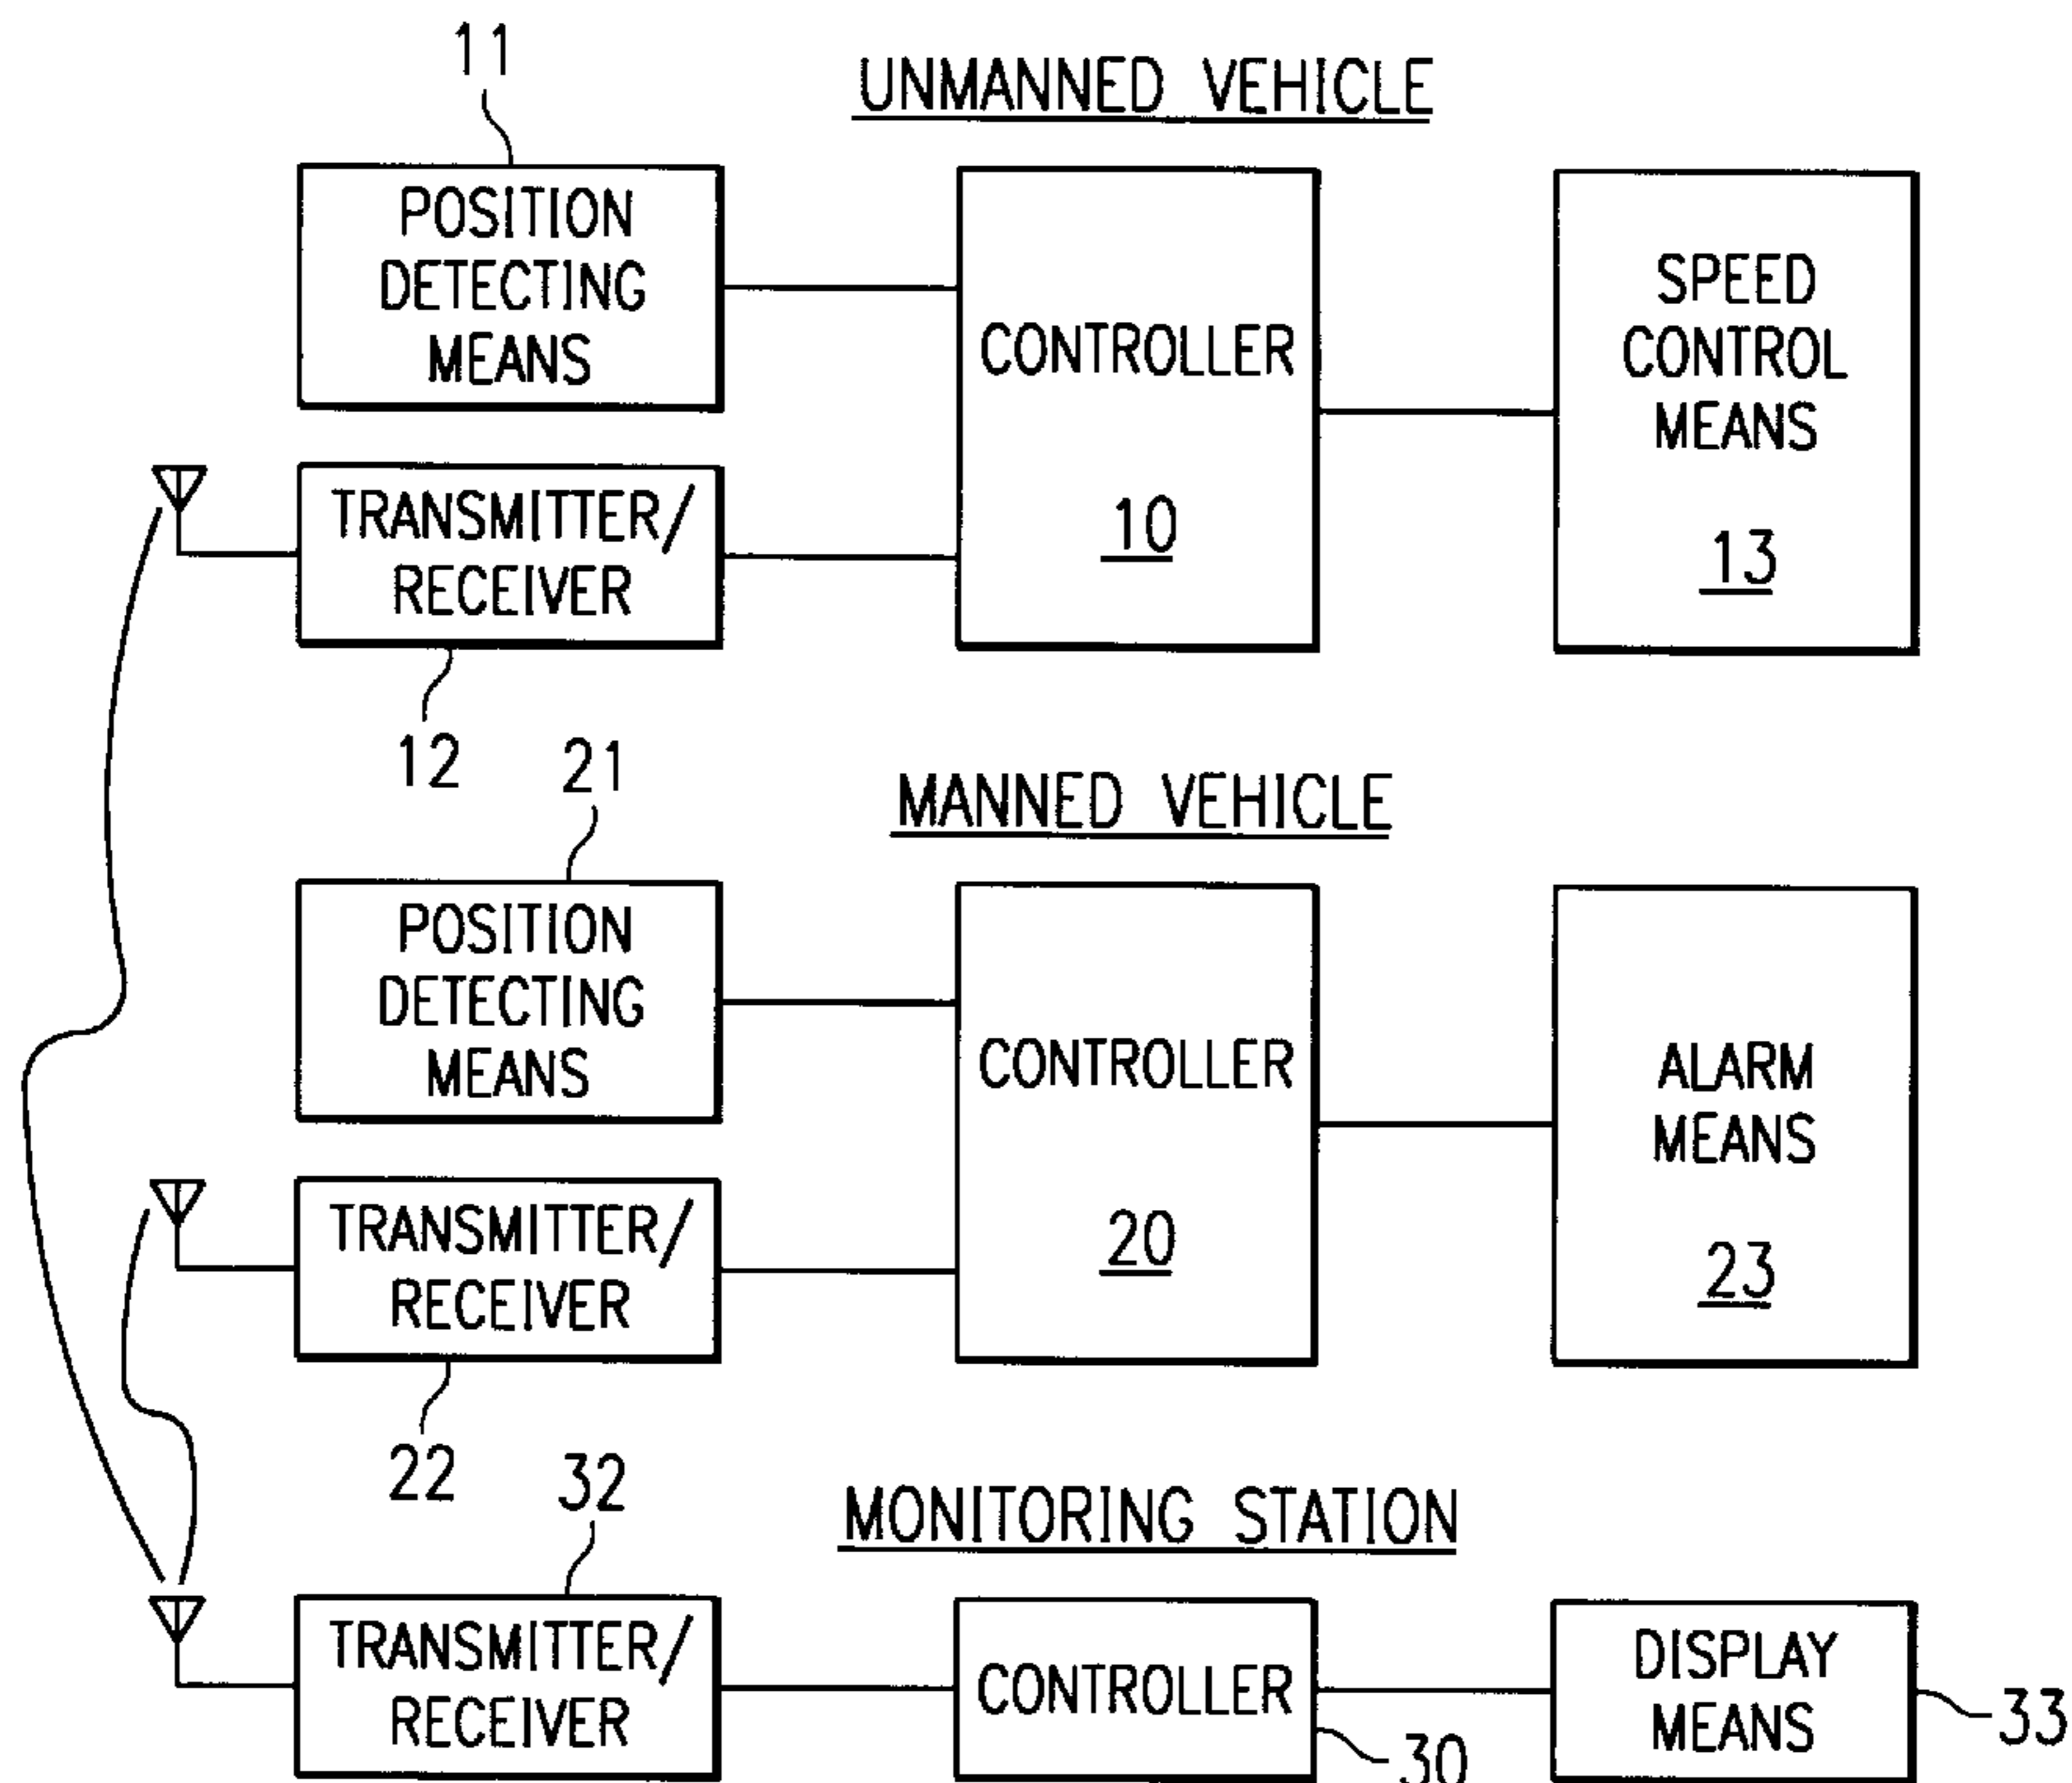 11
UNMANNED VEHICLE
POSITION
DETECTING
MEANS
CONTROLLER
10
SPEED
CONTROL
MEANS
13
TRANSMITTER/
RECEIVER
12
21
MANNED VEHICLE
POSITION
DETECTING
MEANS
CONTROLLER
20
ALARM
MEANS
23
TRANSMITTER/
RECEIVER
22
32
MONITORING STATION
TRANSMITTER/
RECEIVER
CONTROLLER
30
DISPLAY
MEANS
33